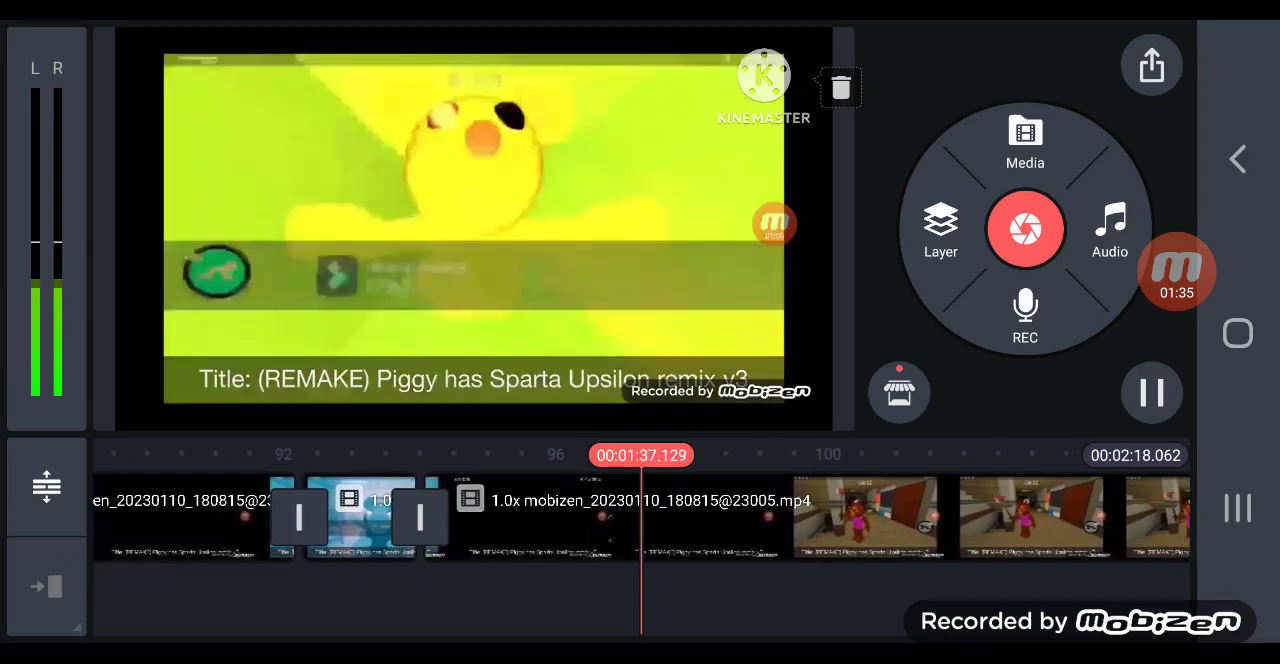 L R
KINEMASTER
01:58
Title: (REMAKE) Piggy has Sparta Upsilon remix v3
Recorded by mobizen
Media
Layer
Audio
REC
01:35
92
96
00:01:37.129
100
00:02:18.062
en_20230110_180815@23
1.0
1.0x mobizen_20230110_180815@23005.mp4
Recorded by mobizen